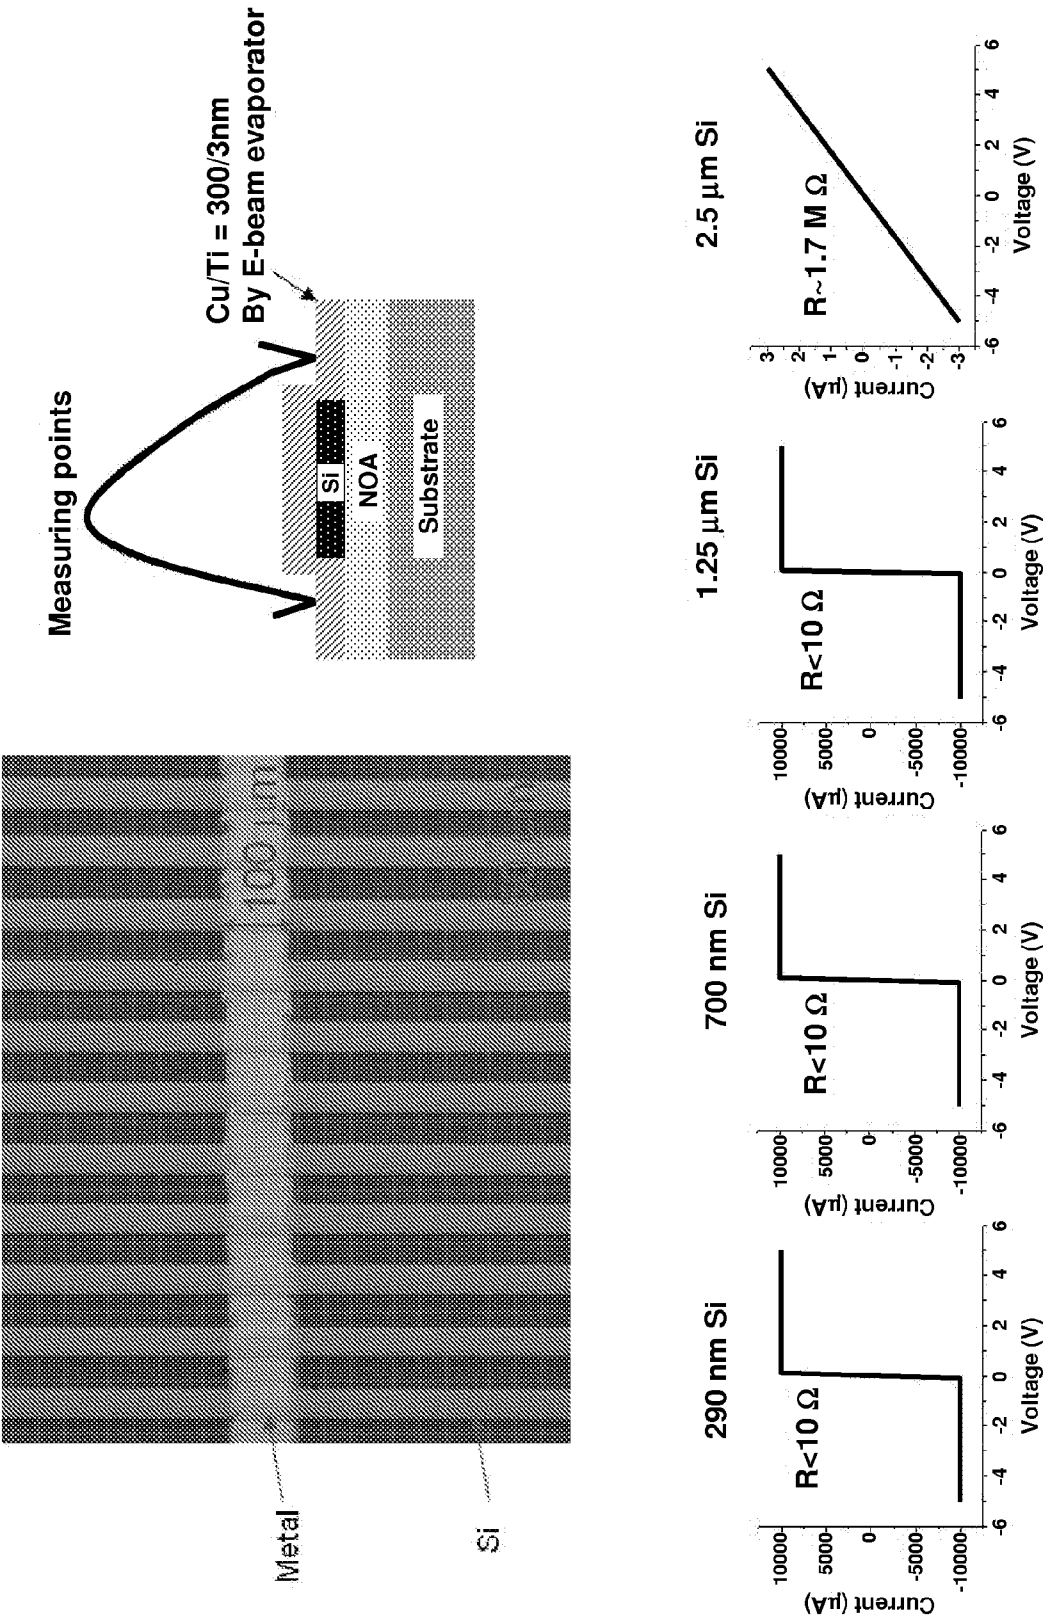 Metal
Si
100 µm
Measuring points
Cu/Ti = 300/3nm
By E-beam evaporator
Si
NOA
Substrate
290 nm Si
R<10 Ω
Current (µA)
10000
5000
0
-5000
-10000
-6
-4
-2
0
2
4
6
Voltage (V)
700 nm Si
R<10 Ω
Current (µA)
10000
5000
0
-5000
-10000
-6
-4
-2
0
2
4
6
Voltage (V)
1.25 µm Si
R<10 Ω
Current (µA)
10000
5000
0
-5000
-10000
-6
-4
-2
0
2
4
6
Voltage (V)
2.5 µm Si
R~1.7 M Ω
Current (µA)
3
2
1
0
-1
-2
-3
-6
-4
-2
0
2
4
6
Voltage (V)